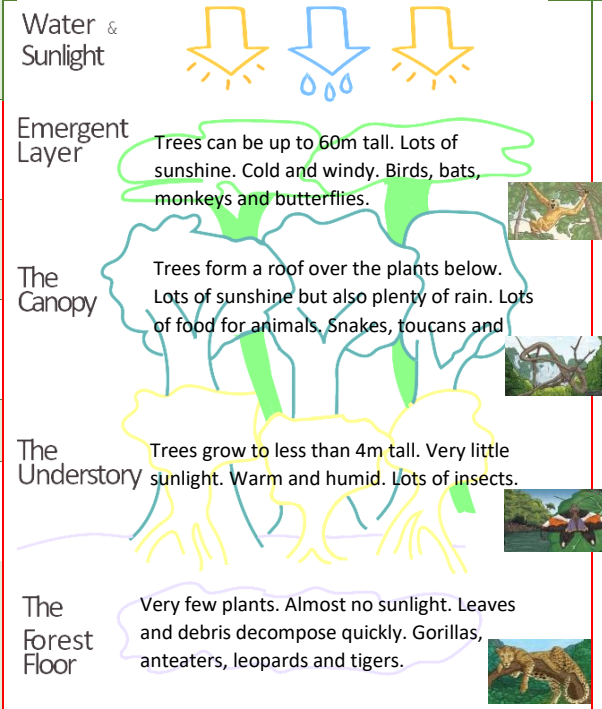 Water &
Sunlight
Emergent
Layer
Trees can be up to 60m tall. Lots of
sunshine. Cold and windy. Birds, bats,
monkeys and butterflies.
The
Canopy
Trees form a roof over the plants below.
Lots of sunshine but also plenty of rain. Lots
of food for animals. Snakes, toucans and
The
Understory
Trees grow to less than 4m tall. Very little
sunlight. Warm and humid. Lots of insects.
The
Forest
Floor
Very few plants. Almost no sunlight. Leaves
and debris decompose quickly. Gorillas,
anteaters, leopards and tigers.